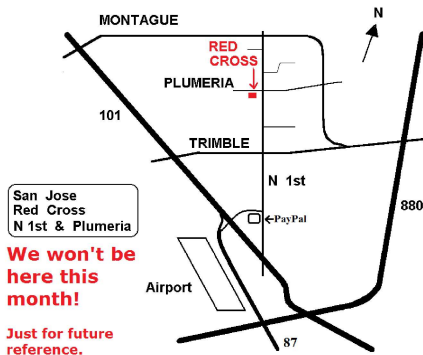 MONTAGUE
N
RED
CROSS
PLUMERIA
101
TRIMBLE
N 1st
San Jose
Red Cross
N 1st & Plumeria
880
←PayPal
We won't be
here this
month!
Airport
Just for future
reference.
87